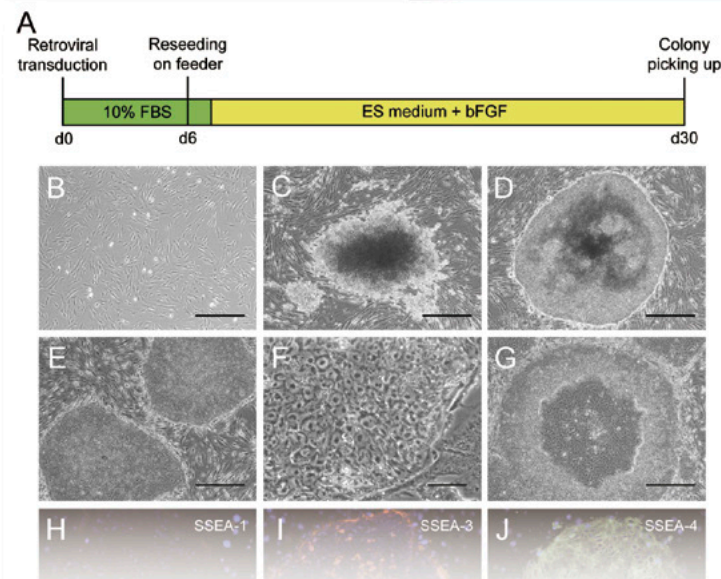 A
Retroviral
transduction
Reseeding
on feeder
Colony
picking up
10% FBS
ES medium + bFGF
d0
d6
d30
B
C
D
E
F
G
H
SSEA-1
I
SSEA-3
J
SSEA-4